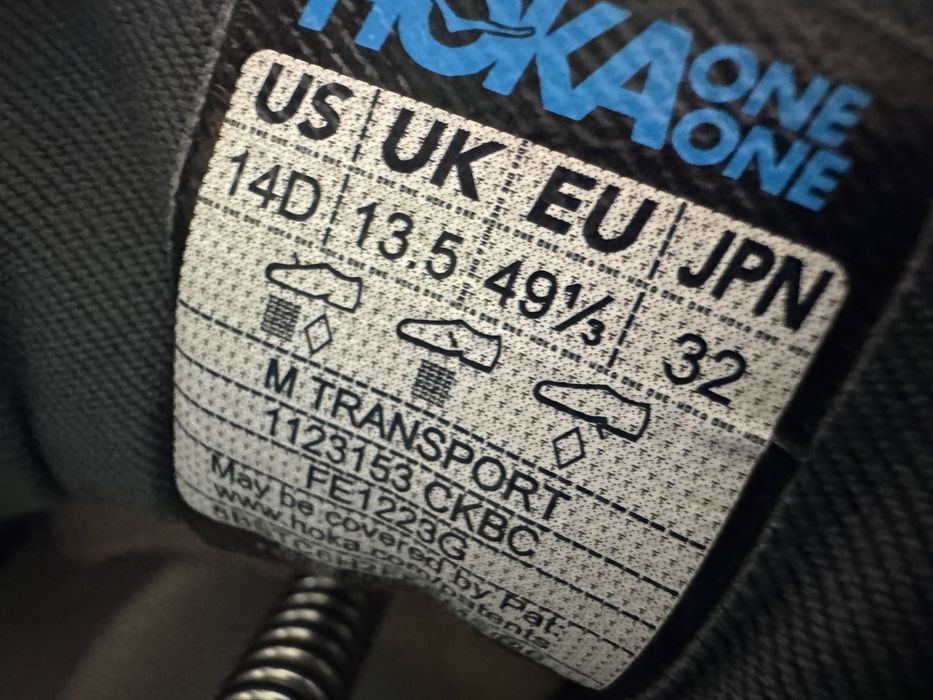 HOKA ONE ONE
US UK EU JPN
14D 13.5 49⅓ 32
M TRANSPORT
1123153 CKBC
FE1223G
May be covered by Pat:
www.hoka.com/patents